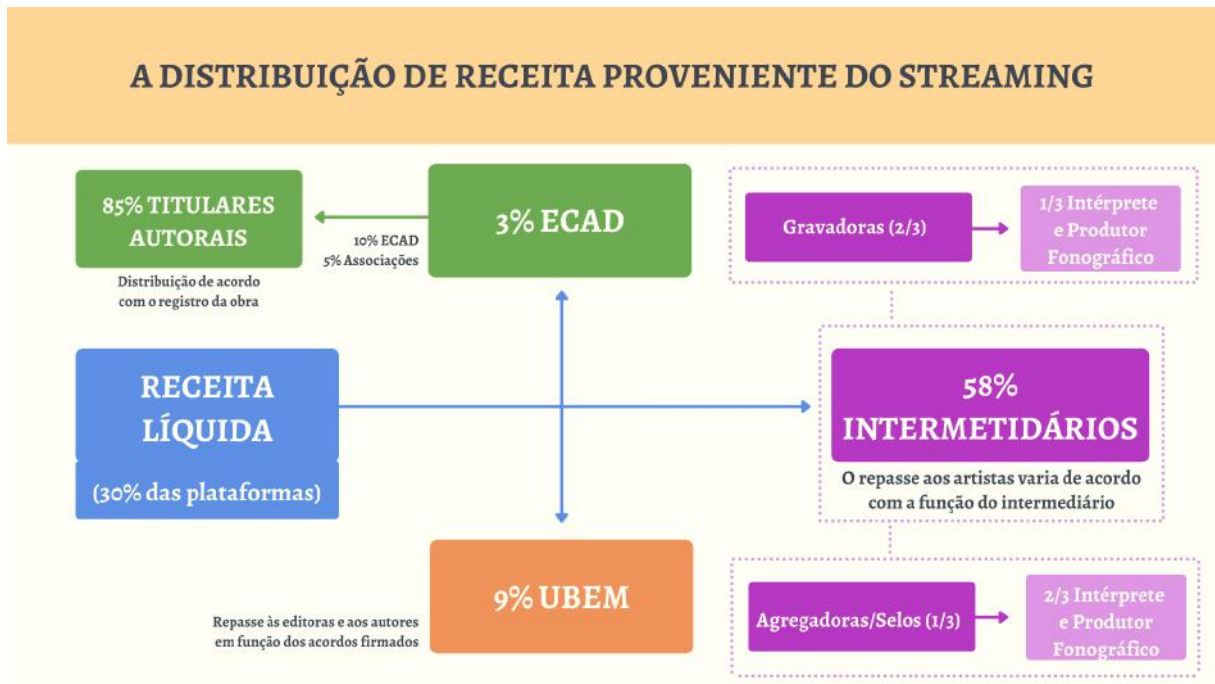 A DISTRIBUIÇÃO DE RECEITA PROVENIENTE DO STREAMING
85% TITULARES
AUTORAIS
Distribuição de acordo
com o registro da obra
10% ECAD
5% Associações
3% ECAD
Gravadoras (2/3)
1/3 Intérprete
e Produtor
Fonográfico
RECEITA
LÍQUIDA
(30% das plataformas)
58%
INTERMETIDÁRIOS
O repasse aos artistas varia de acordo
com a função do intermediário
9% UBEM
Repasse às editoras e aos autores
em função dos acordos firmados
Agregadoras/Selos (1/3)
2/3 Intérprete
e Produtor
Fonográfico